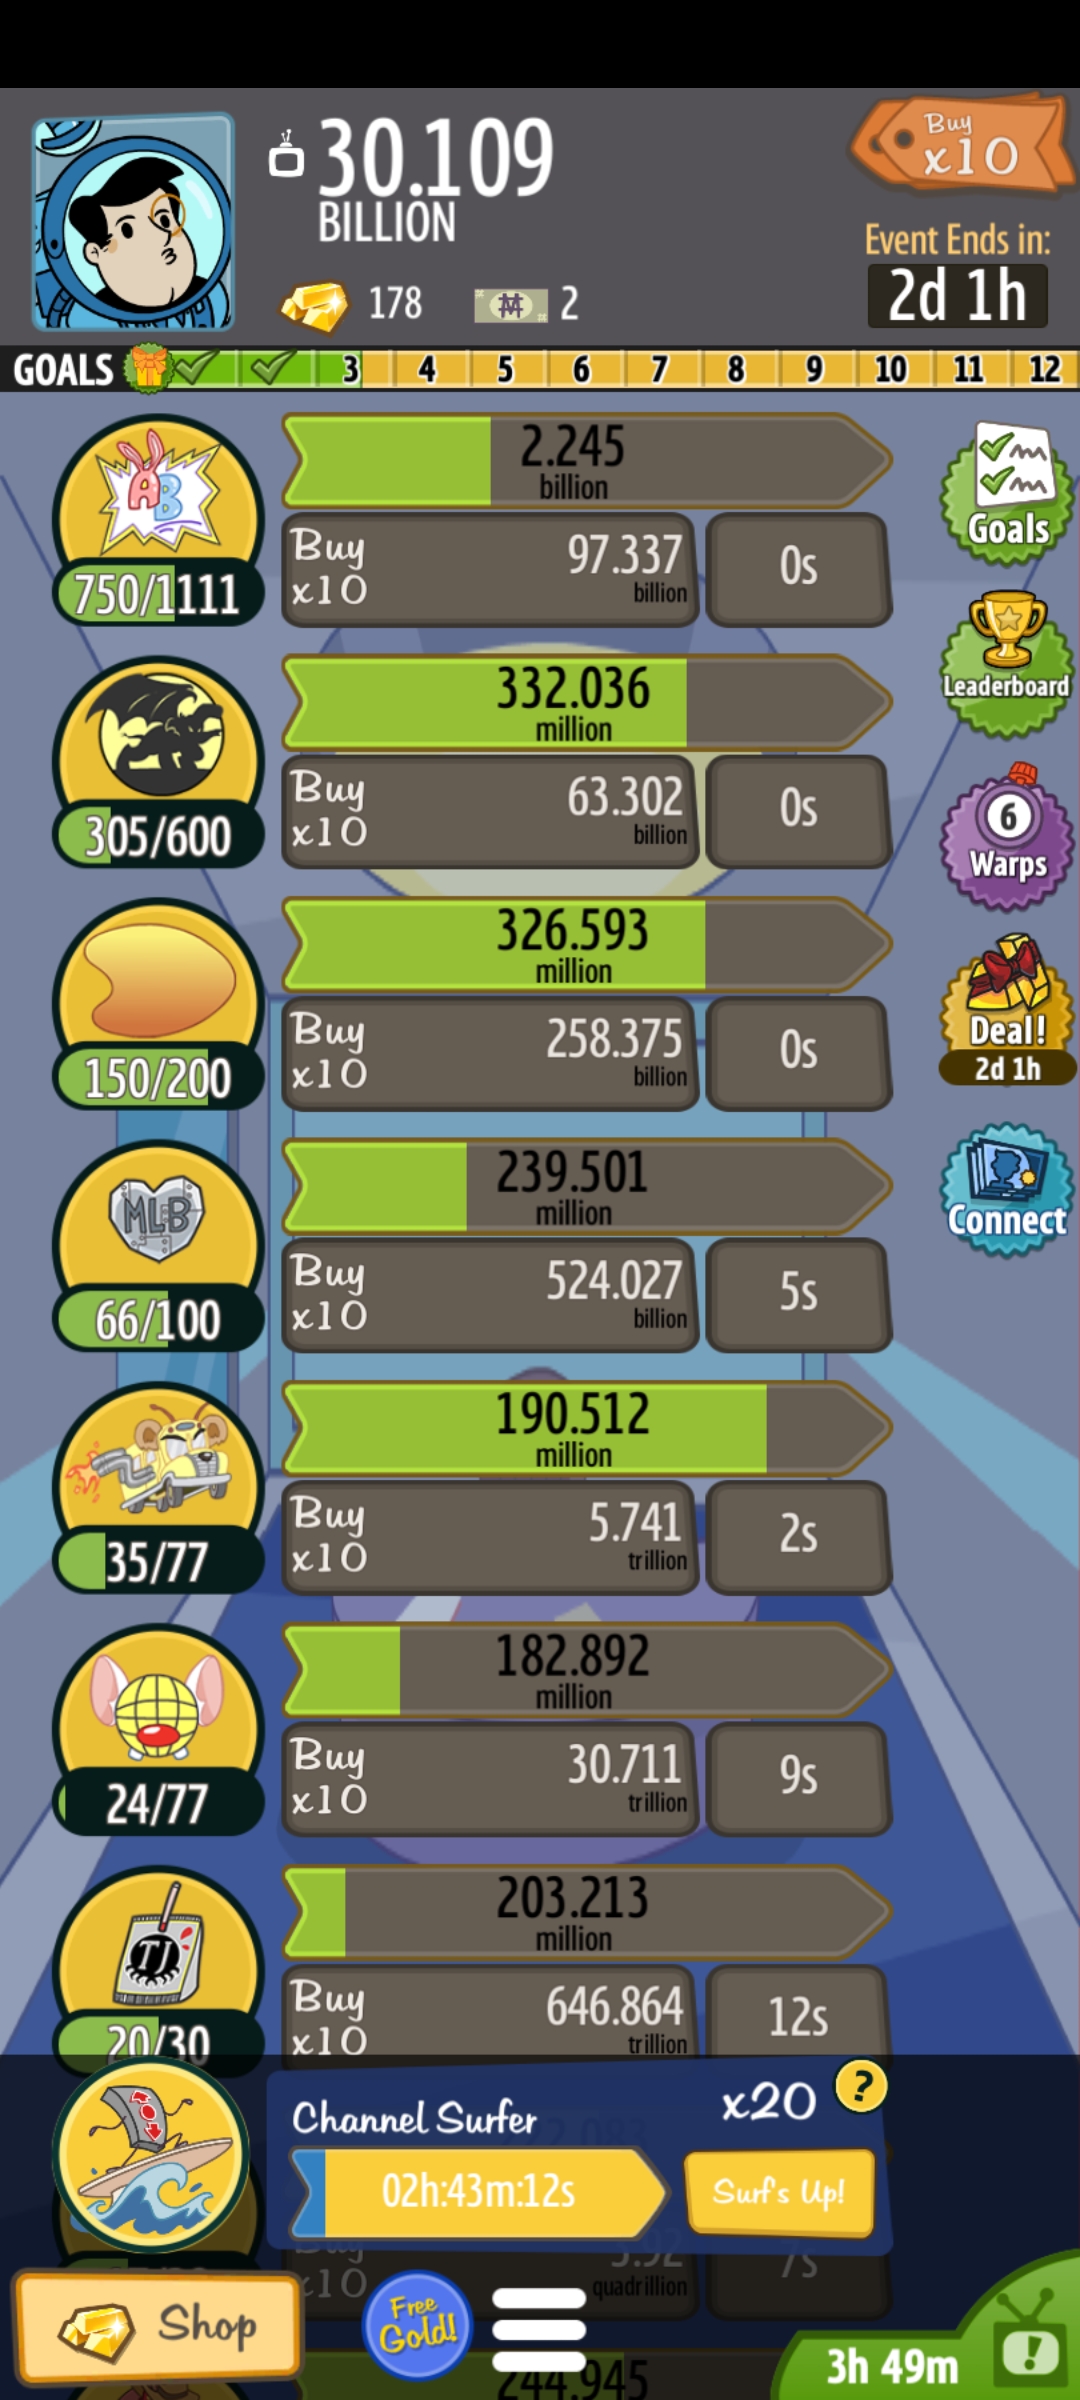 30.109
BILLION
Buy
x10
Event Ends in:
2d 1h
178
2
GOALS 3 4 5 6 7 8 9 10 11 12
AB
2.245
billion
750/1111
Buy
x10
97.337
billion
0s
Goals
332.036
million
305/600
Buy
x10
63.302
billion
0s
Leaderboard
326.593
million
150/200
Buy
x10
258.375
billion
0s
6
Warps
Deal!
2d 1h
MLB
239.501
million
66/100
Buy
x10
524.027
billion
5s
Connect
190.512
million
35/77
Buy
x10
5.741
trillion
2s
182.892
million
24/77
Buy
x10
30.711
trillion
9s
TJ
203.213
million
20/30
Buy
x10
646.864
trillion
12s
Channel Surfer
x20
?
02h:43m:12s
Surf's Up!
Buy
x10
3.92
quadrillion
7s
Shop
Free
Gold!
244.945
3h 49m
!